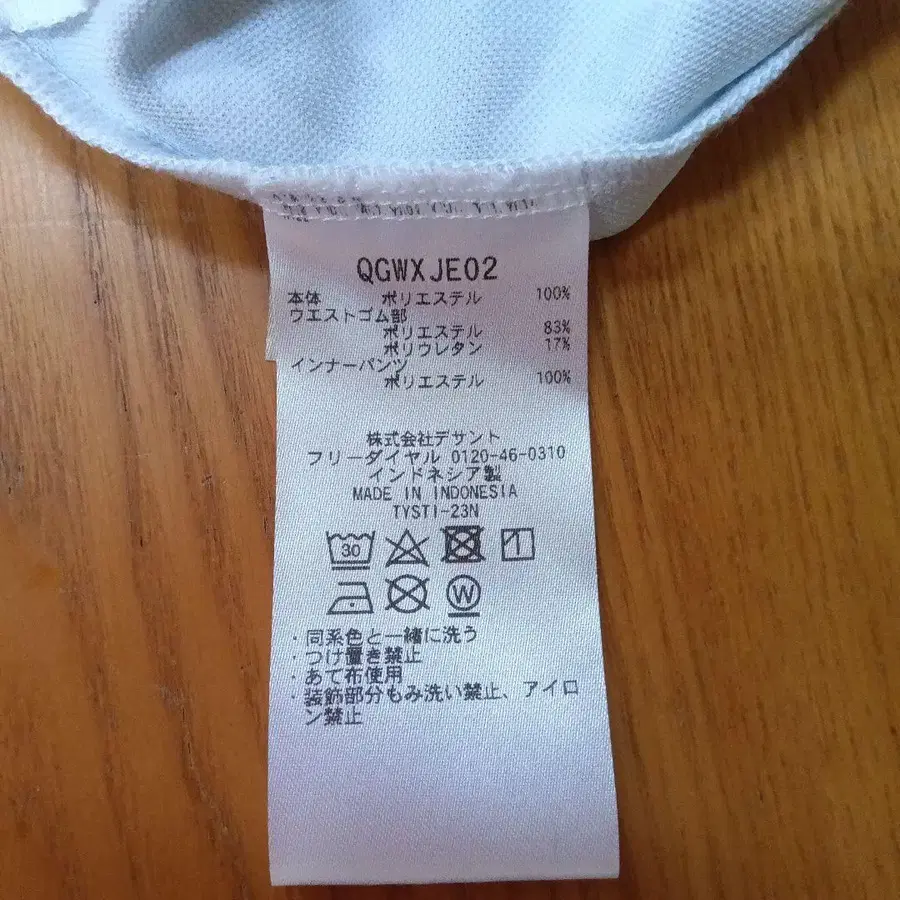 QGWXJE02
本体 ポリエステル 100%
ウエストゴム部
ポリエステル 83%
ポリウレタン 17%
インナーパンツ
ポリエステル 100%
株式会社デサント
フリーダイヤル 0120-46-0310
インドネシア製
MADE IN INDONESIA
TYSTI-23N
30
W
・同系色と一緒に洗う
・つけ置き禁止
・あて布使用
・装飾部分もみ洗い禁止、アイロ
ン禁止